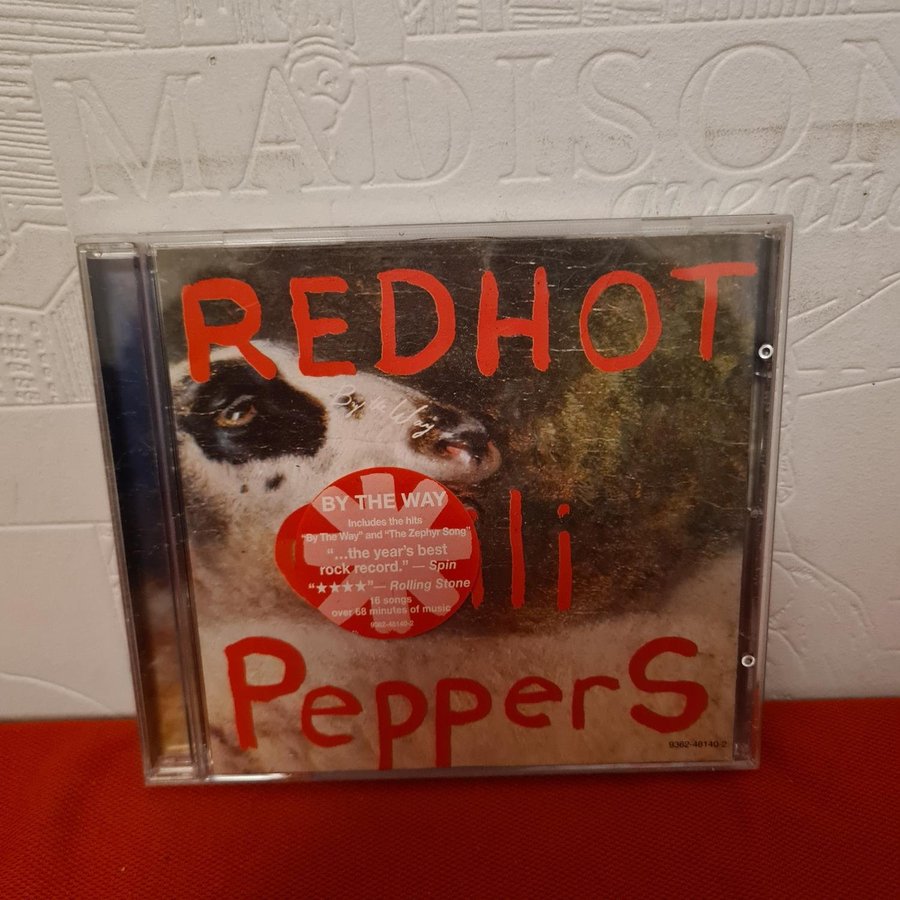 MADISON
avenue
REDHOT
By the Way
BY THE WAY
Includes the hits
"By The Way" and "The Zephyr Song"
"...the year's best
rock record." — Spin
"★★★★" — Rolling Stone
16 songs
over 68 minutes of music
9362-48140-2
ili
PepperS
9362-48140-2